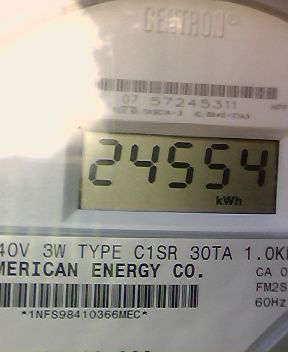 CENTRON®
07 57245311
24554
kWh
40V 3W TYPE C1SR 30TA 1.0K
MERICAN ENERGY CO.
CA 0
FM2S
60Hz
*1NFS98410366MEC*